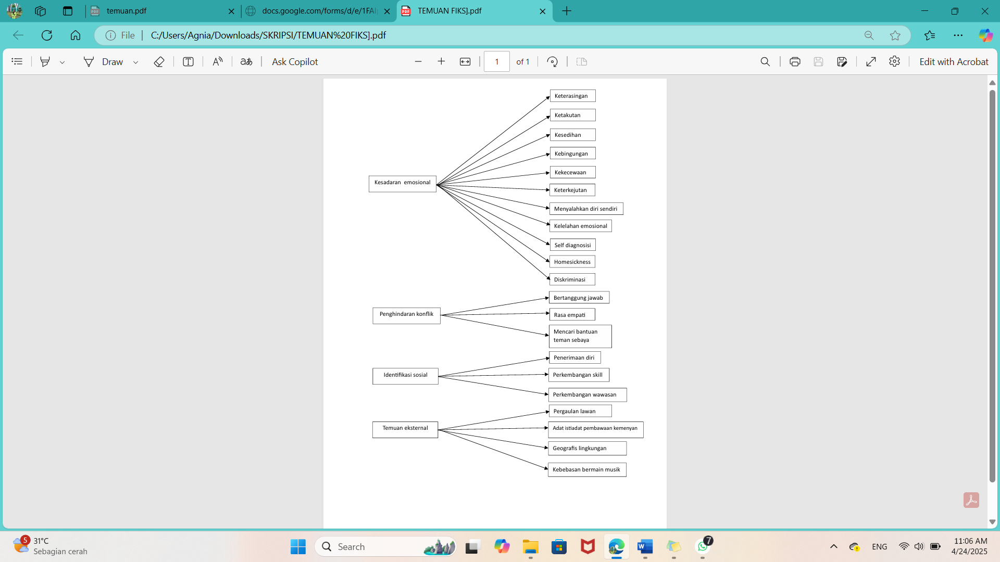 temuan.pdf
docs.google.com/forms/d/e/1FAI
TEMUAN FIKS].pdf
File
C:/Users/Agnia/Downloads/SKRIPSI/TEMUAN%20FIKS].pdf
Draw
aあ
Ask Copilot
1
of 1
Edit with Acrobat
Keterasingan
Ketakutan
Kesedihan
Kebingungan
Kekecewaan
Kesadaran emosional
Keterkejutan
Menyalahkan diri sendiri
Kelelahan emosional
Self diagnosisi
Homesickness
Diskriminasi
Bertanggung jawab
Penghindaran konflik
Rasa empati
Mencari bantuan
teman sebaya
Penerimaan diri
Identifikasi sosial
Perkembangan skill
Perkembangan wawasan
Pergaulan lawan
Temuan eksternal
Adat istiadat pembawaan kemenyan
Geografis lingkungan
Kebebasan bermain musik
5
31°C
Sebagian cerah
Search
7
ENG
11:06 AM
4/24/2025